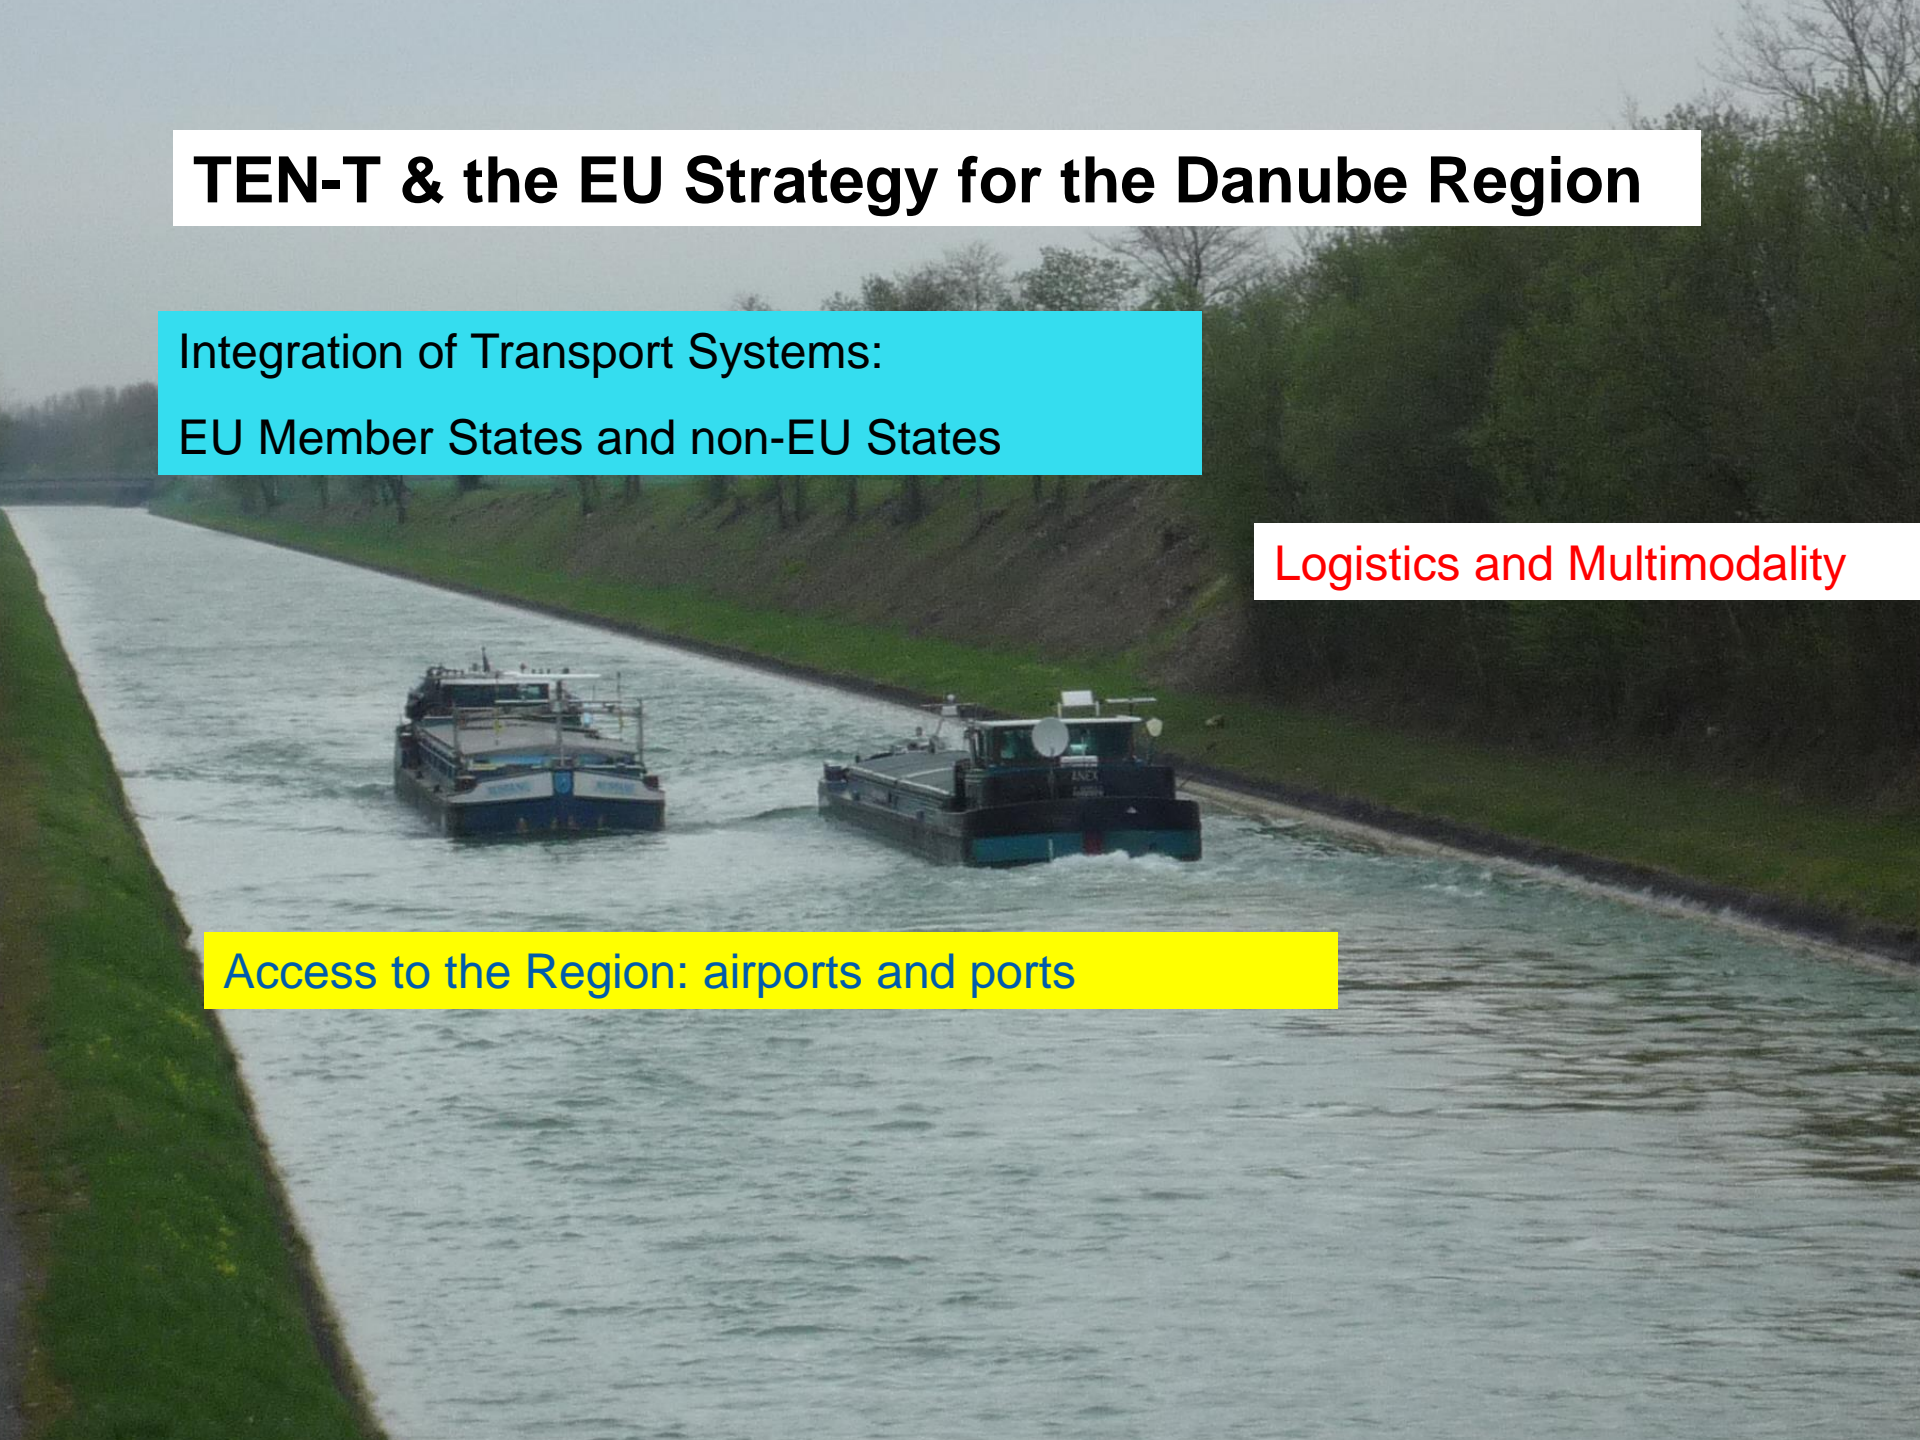 TEN-T & the EU Strategy for the Danube Region
Integration of Transport Systems:
EU Member States and non-EU States
Logistics and Multimodality
Access to the Region: airports and ports